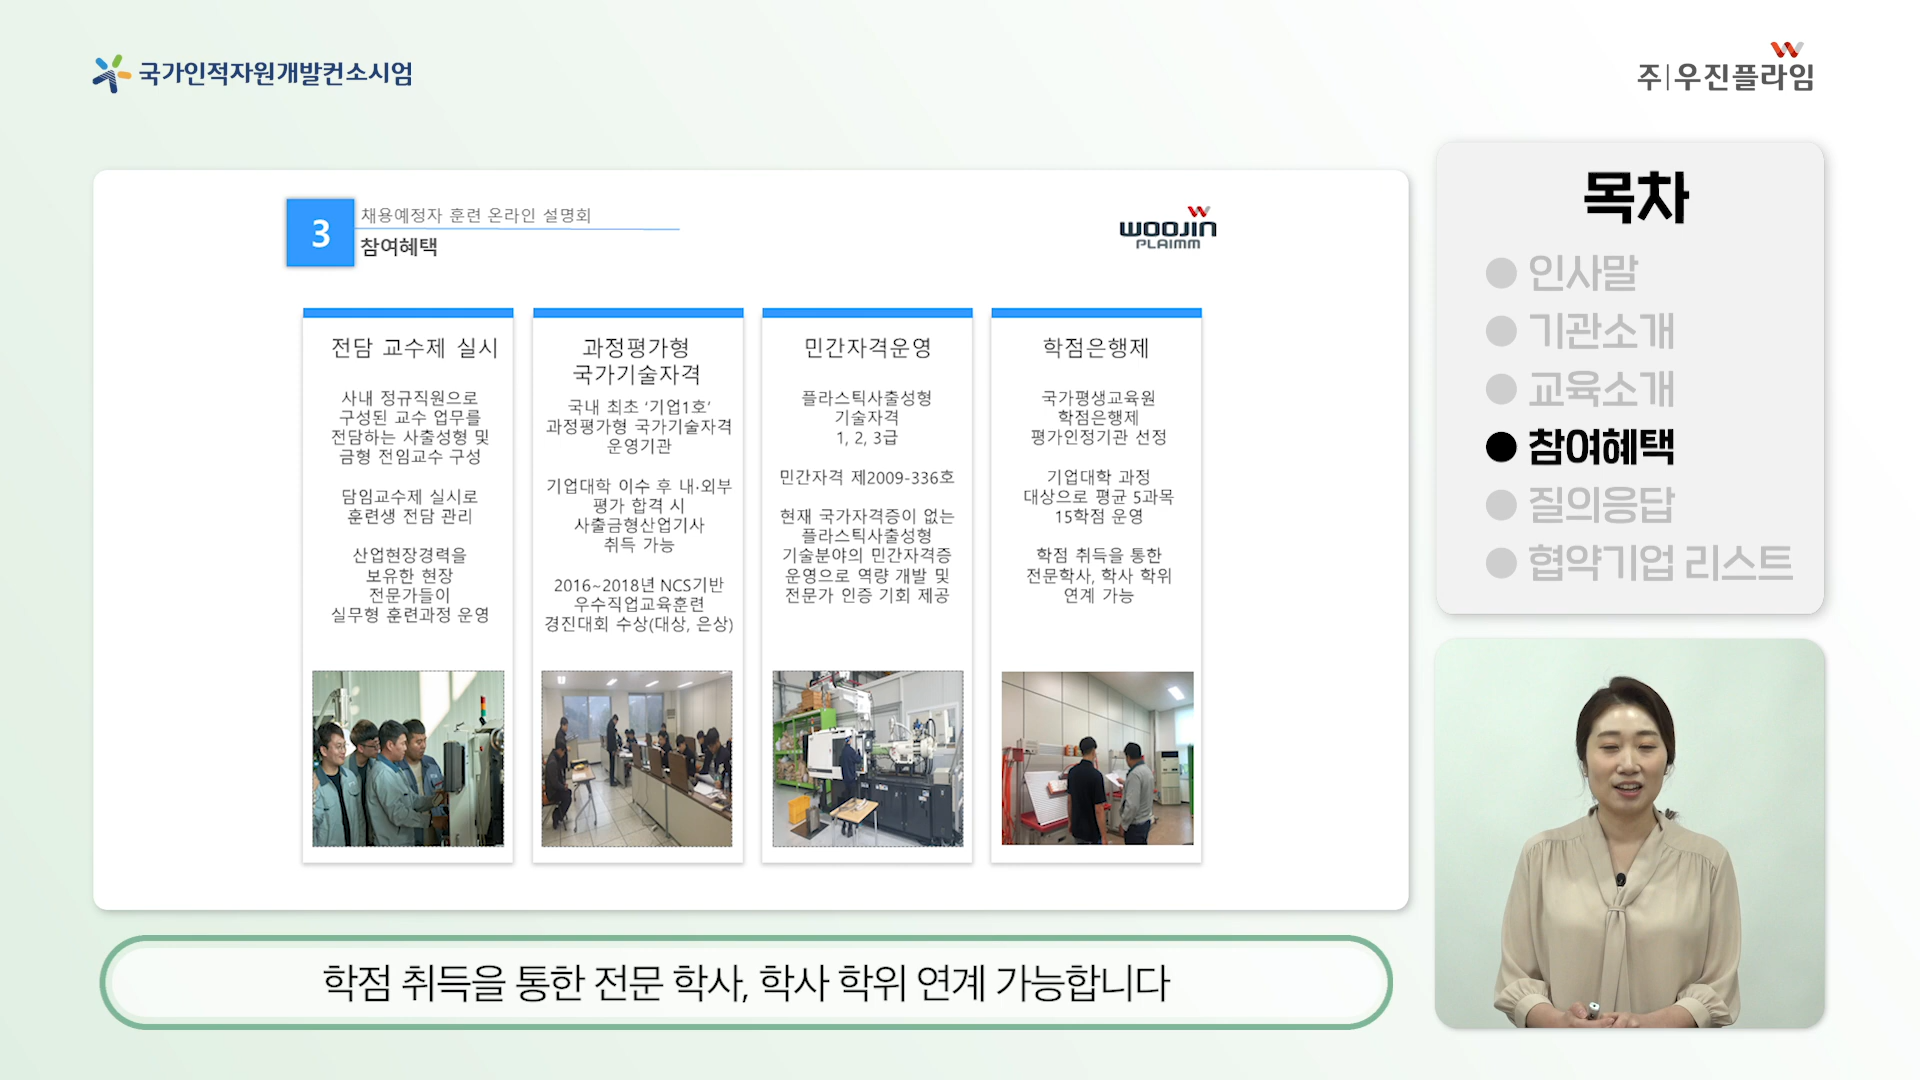 국가인적자원개발컨소시엄
주|우진플라임
3
채용예정자 훈련 온라인 설명회
참여혜택
WOOJIN
PLAIMM
전담 교수제 실시
사내 정규직원으로
구성된 교수 업무를
전담하는 사출성형 및
금형 전임교수 구성
담임교수제 실시로
훈련생 전담 관리
산업현장경력을
보유한 현장
전문가들이
실무형 훈련과정 운영
과정평가형
국가기술자격
국내 최초 ‘기업1호’
과정평가형 국가기술자격
운영기관
기업대학 이수 후 내·외부
평가 합격 시
사출금형산업기사
취득 가능
2016~2018년 NCS기반
우수직업교육훈련
경진대회 수상(대상, 은상)
민간자격운영
플라스틱사출성형
기술자격
1, 2, 3급
민간자격 제2009-336호
현재 국가자격증이 없는
플라스틱사출성형
기술분야의 민간자격증
운영으로 역량 개발 및
전문가 인증 기회 제공
학점은행제
국가평생교육원
학점은행제
평가인정기관 선정
기업대학 과정
대상으로 평균 5과목
15학점 운영
학점 취득을 통한
전문학사, 학사 학위
연계 가능
목차
인사말
기관소개
교육소개
참여혜택
질의응답
협약기업 리스트
학점 취득을 통한 전문 학사, 학사 학위 연계 가능합니다